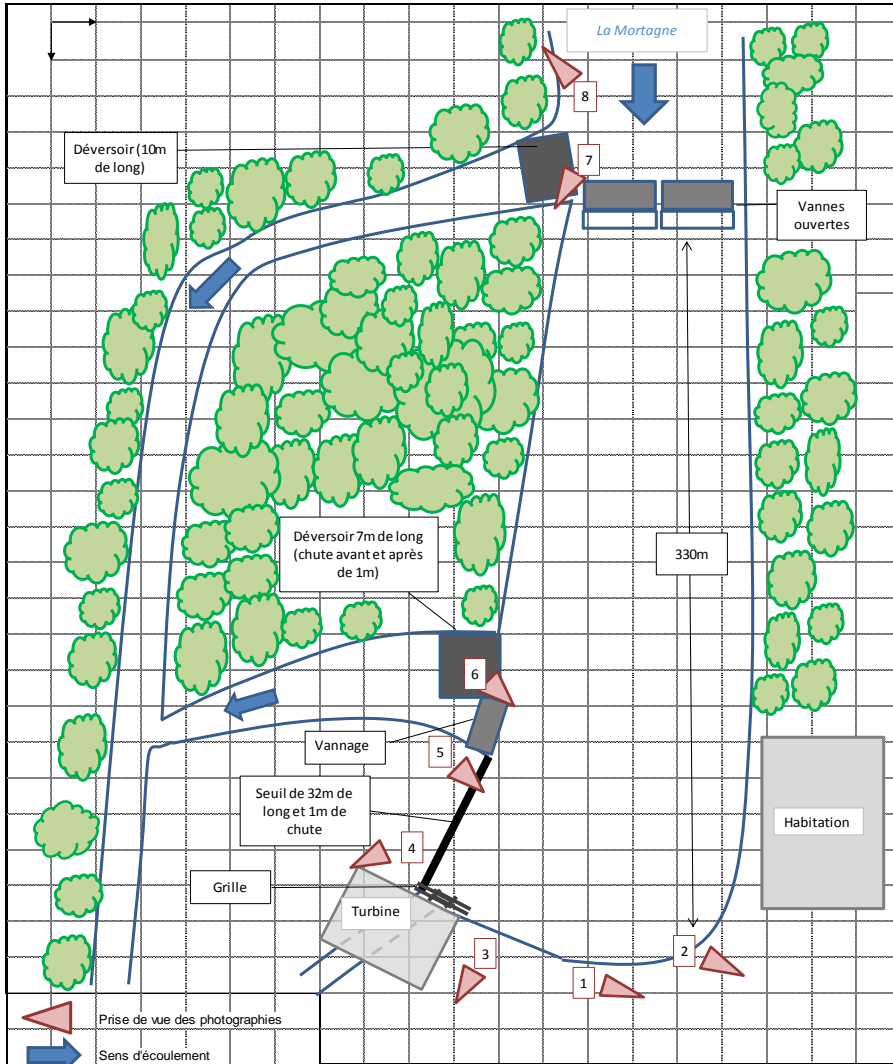 La Mortagne
8
Déversoir (10m
de long)
7
Vannes
ouvertes
Déversoir 7m de long
(chute avant et après
de 1m)
330m
6
Vannage
5
Seuil de 32m de
long et 1m de
chute
Habitation
4
Grille
Turbine
3
2
1
Prise de vue des photographies
Sens d'écoulement